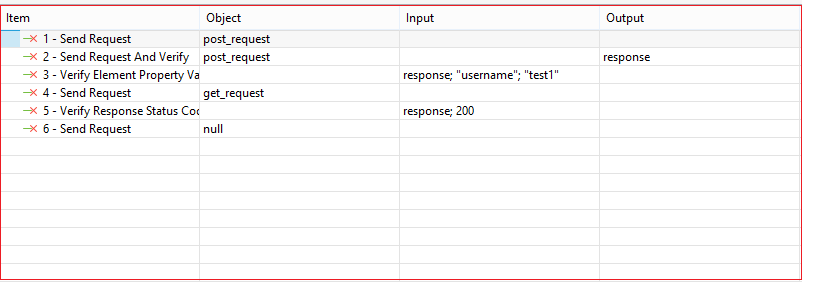 Item Object Input Output
1 - Send Request post_request
2 - Send Request And Verify post_request response
3 - Verify Element Property Va response; "username"; "test1"
4 - Send Request get_request
5 - Verify Response Status Coc response; 200
6 - Send Request null